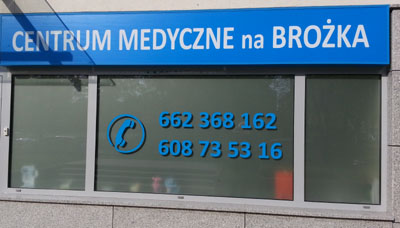 CENTRUM MEDYCZNE na BROŻKA
662 368 162
608 73 53 16